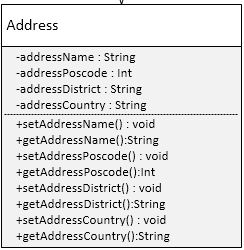 Address
-addressName : String
-addressPoscode : Int
-addressDistrict : String
-addressCountry : String
+setAddressName() : void
+getAddressName():String
+setAddressPoscode() : void
+getAddressPoscode():Int
+setAddressDistrict() : void
+getAddressDistrict():String
+setAddressCountry() : void
+getAddressCountry():String